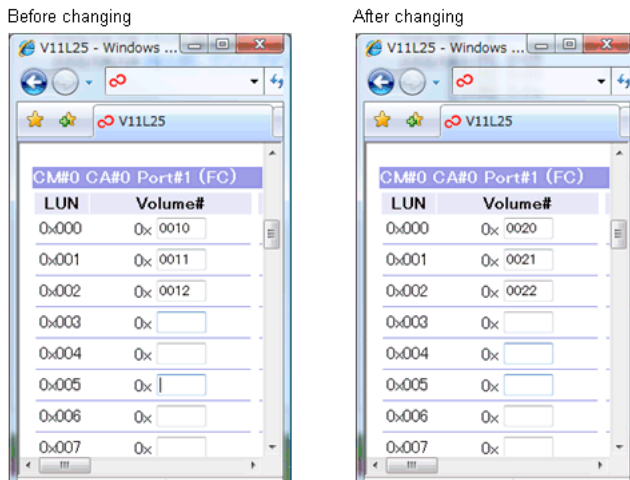 Before changing
V11L25 - Windows ...
V11L25
CM#0 CA#0 Port#1 (FC)
LUN Volume#
0x000 0x 0010
0x001 0x 0011
0x002 0x 0012
0x003 0x
0x004 0x
0x005 0x
0x006 0x
0x007 0x
After changing
V11L25 - Windows ...
V11L25
CM#0 CA#0 Port#1 (FC)
LUN Volume#
0x000 0x 0020
0x001 0x 0021
0x002 0x 0022
0x003 0x
0x004 0x
0x005 0x
0x006 0x
0x007 0x